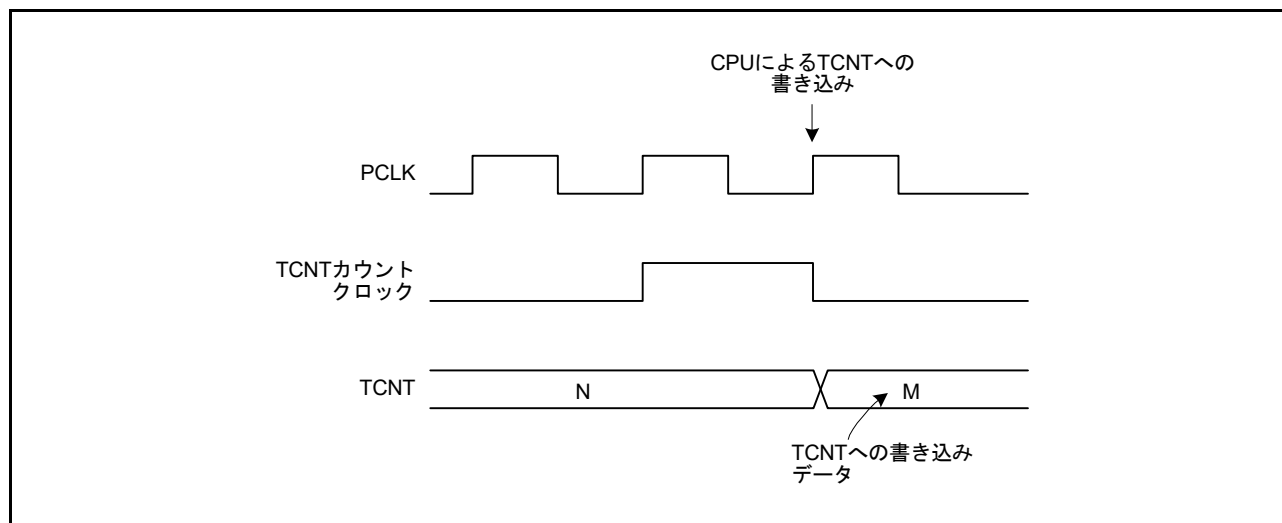 CPUによるTCNTへの
書き込み
PCLK
TCNTカウント
クロック
TCNT
N
M
TCNTへの書き込み
データ